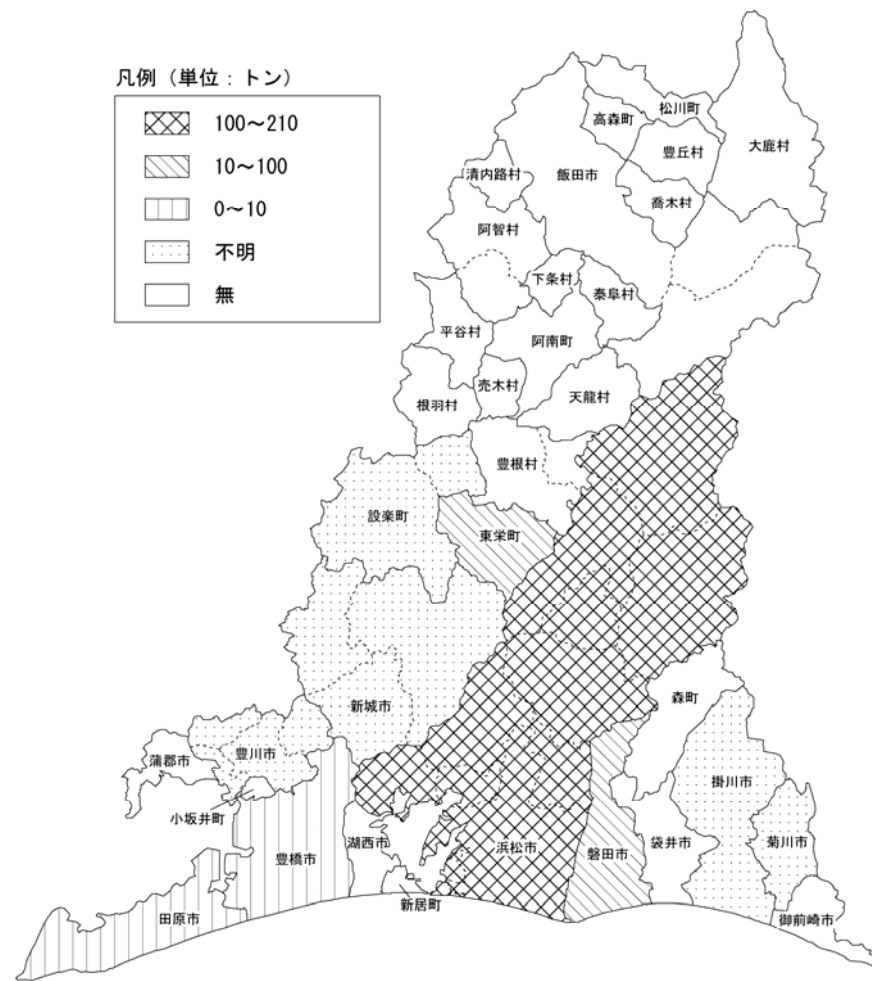 凡例（単位：トン）
100～210
10～100
0～10
不明
無
松川町
高森町
大鹿村
豊丘村
清内路村
飯田市
喬木村
阿智村
下条村
泰阜村
平谷村
阿南町
売木村
天龍村
根羽村
豊根村
設楽町
東栄町
森町
新城市
豊川市
蒲郡市
掛川市
小坂井町
湖西市
浜松市
袋井市
菊川市
豊橋市
磐田市
新居町
田原市
御前崎市